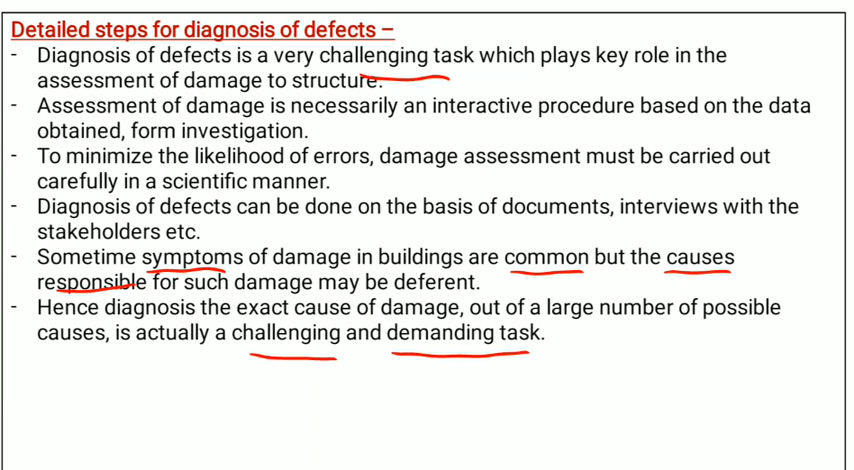 Detailed steps for diagnosis of defects –
- Diagnosis of defects is a very challenging task which plays key role in the
assessment of damage to structure.
- Assessment of damage is necessarily an interactive procedure based on the data
obtained, form investigation.
- To minimize the likelihood of errors, damage assessment must be carried out
carefully in a scientific manner.
- Diagnosis of defects can be done on the basis of documents, interviews with the
stakeholders etc.
- Sometime symptoms of damage in buildings are common but the causes
responsible for such damage may be deferent.
- Hence diagnosis the exact cause of damage, out of a large number of possible
causes, is actually a challenging and demanding task.